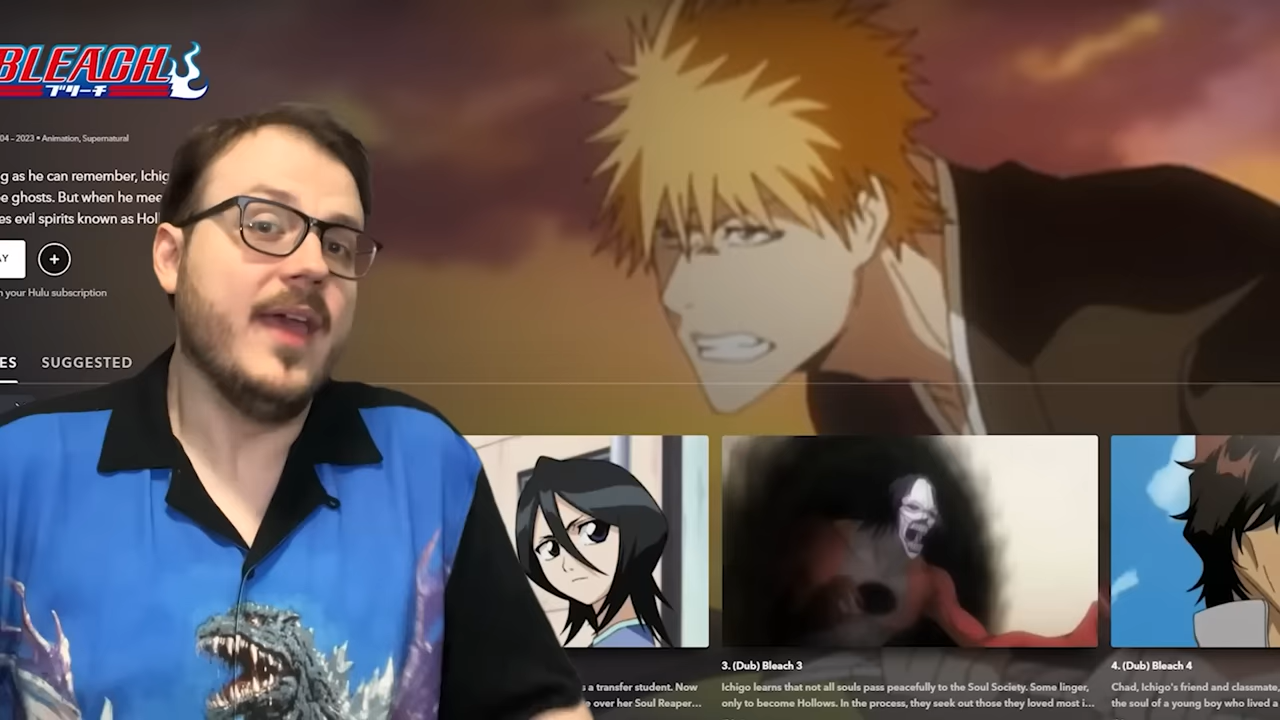 BLEACH
ブリーチ
04 – 2023 • Animation, Supernatural
g as he can remember, Ichig
e ghosts. But when he mee
es evil spirits known as Hol
AY
+
n your Hulu subscription
ES SUGGESTED
s a transfer student. Now
over her Soul Reaper...
3. (Dub) Bleach 3
Ichigo learns that not all souls pass peacefully to the Soul Society. Some linger,
only to become Hollows. In the process, they seek out those they loved most i...
4. (Dub) Bleach 4
Chad, Ichigo's friend and classmate,
the soul of a young boy who lived a